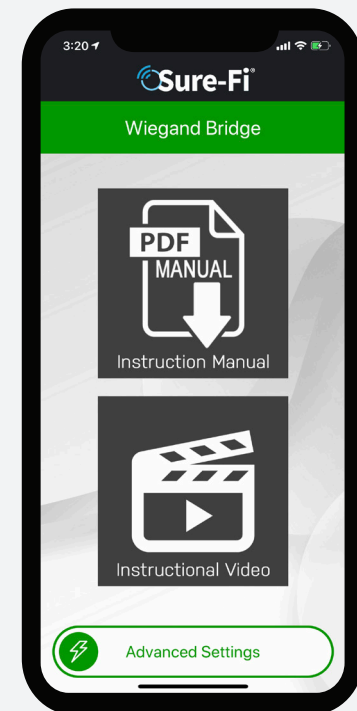 3:20
Sure-Fi®
Wiegand Bridge
PDF
MANUAL
Instruction Manual
Instructional Video
Advanced Settings